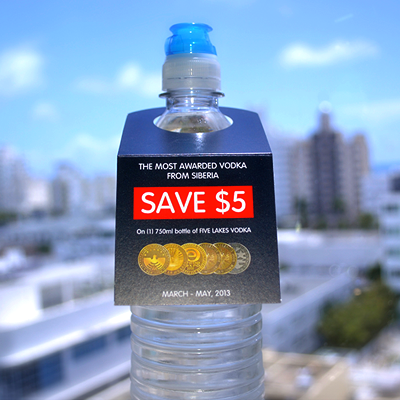 THE MOST AWARDED VODKA
FROM SIBERIA
SAVE $5
On (1) 750ml bottle of FIVE LAKES VODKA
MARCH - MAY, 2013